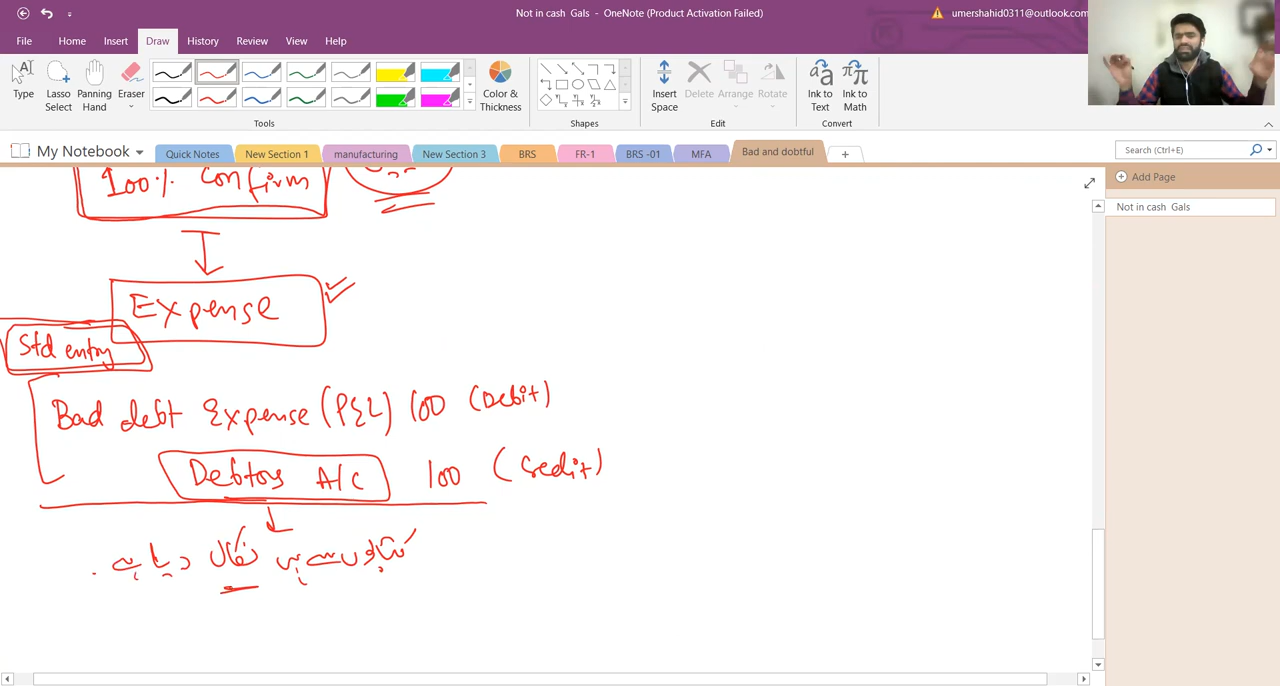 Not in cash Gals - OneNote (Product Activation Failed)
umershahid0311@outlook.com
File Home Insert Draw History Review View Help
Type
Lasso Select
Panning Hand
Eraser
Color & Thickness
Insert Space
Delete
Arrange
Rotate
Ink to Text
Ink to Math
Tools
Shapes
Edit
Convert
My Notebook
Quick Notes
New Section 1
manufacturing
New Section 3
BRS
FR-1
BRS -01
MFA
Bad and dobtful
Search (Ctrl+E)
Add Page
Not in cash Gals
100% Confirm
Expense
Std entry
Bad debt Expense (P&L) 100 (Debit)
Debtors A/C 100 (Credit)
نکال دیا ہے